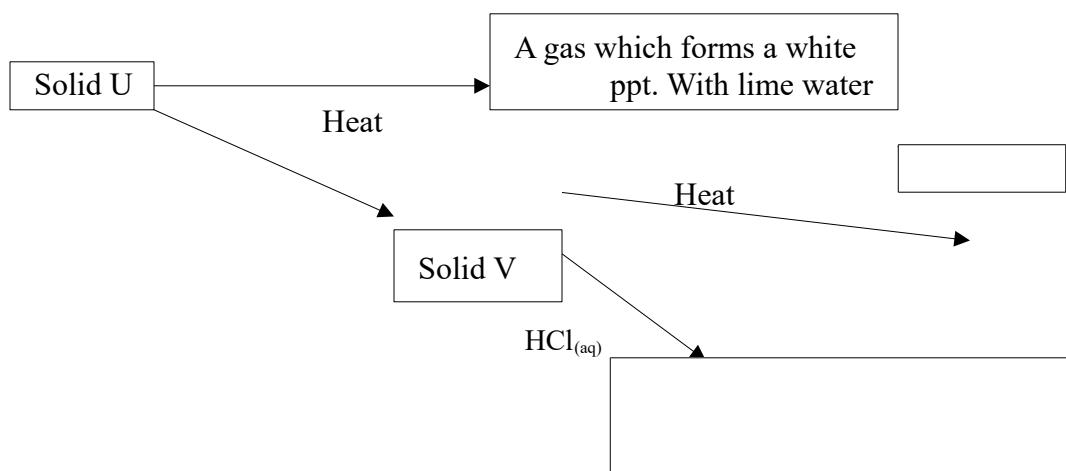 A gas which forms a white
Solid U
ppt. With lime water
Heat
Heat
Solid V
HCl(aq)